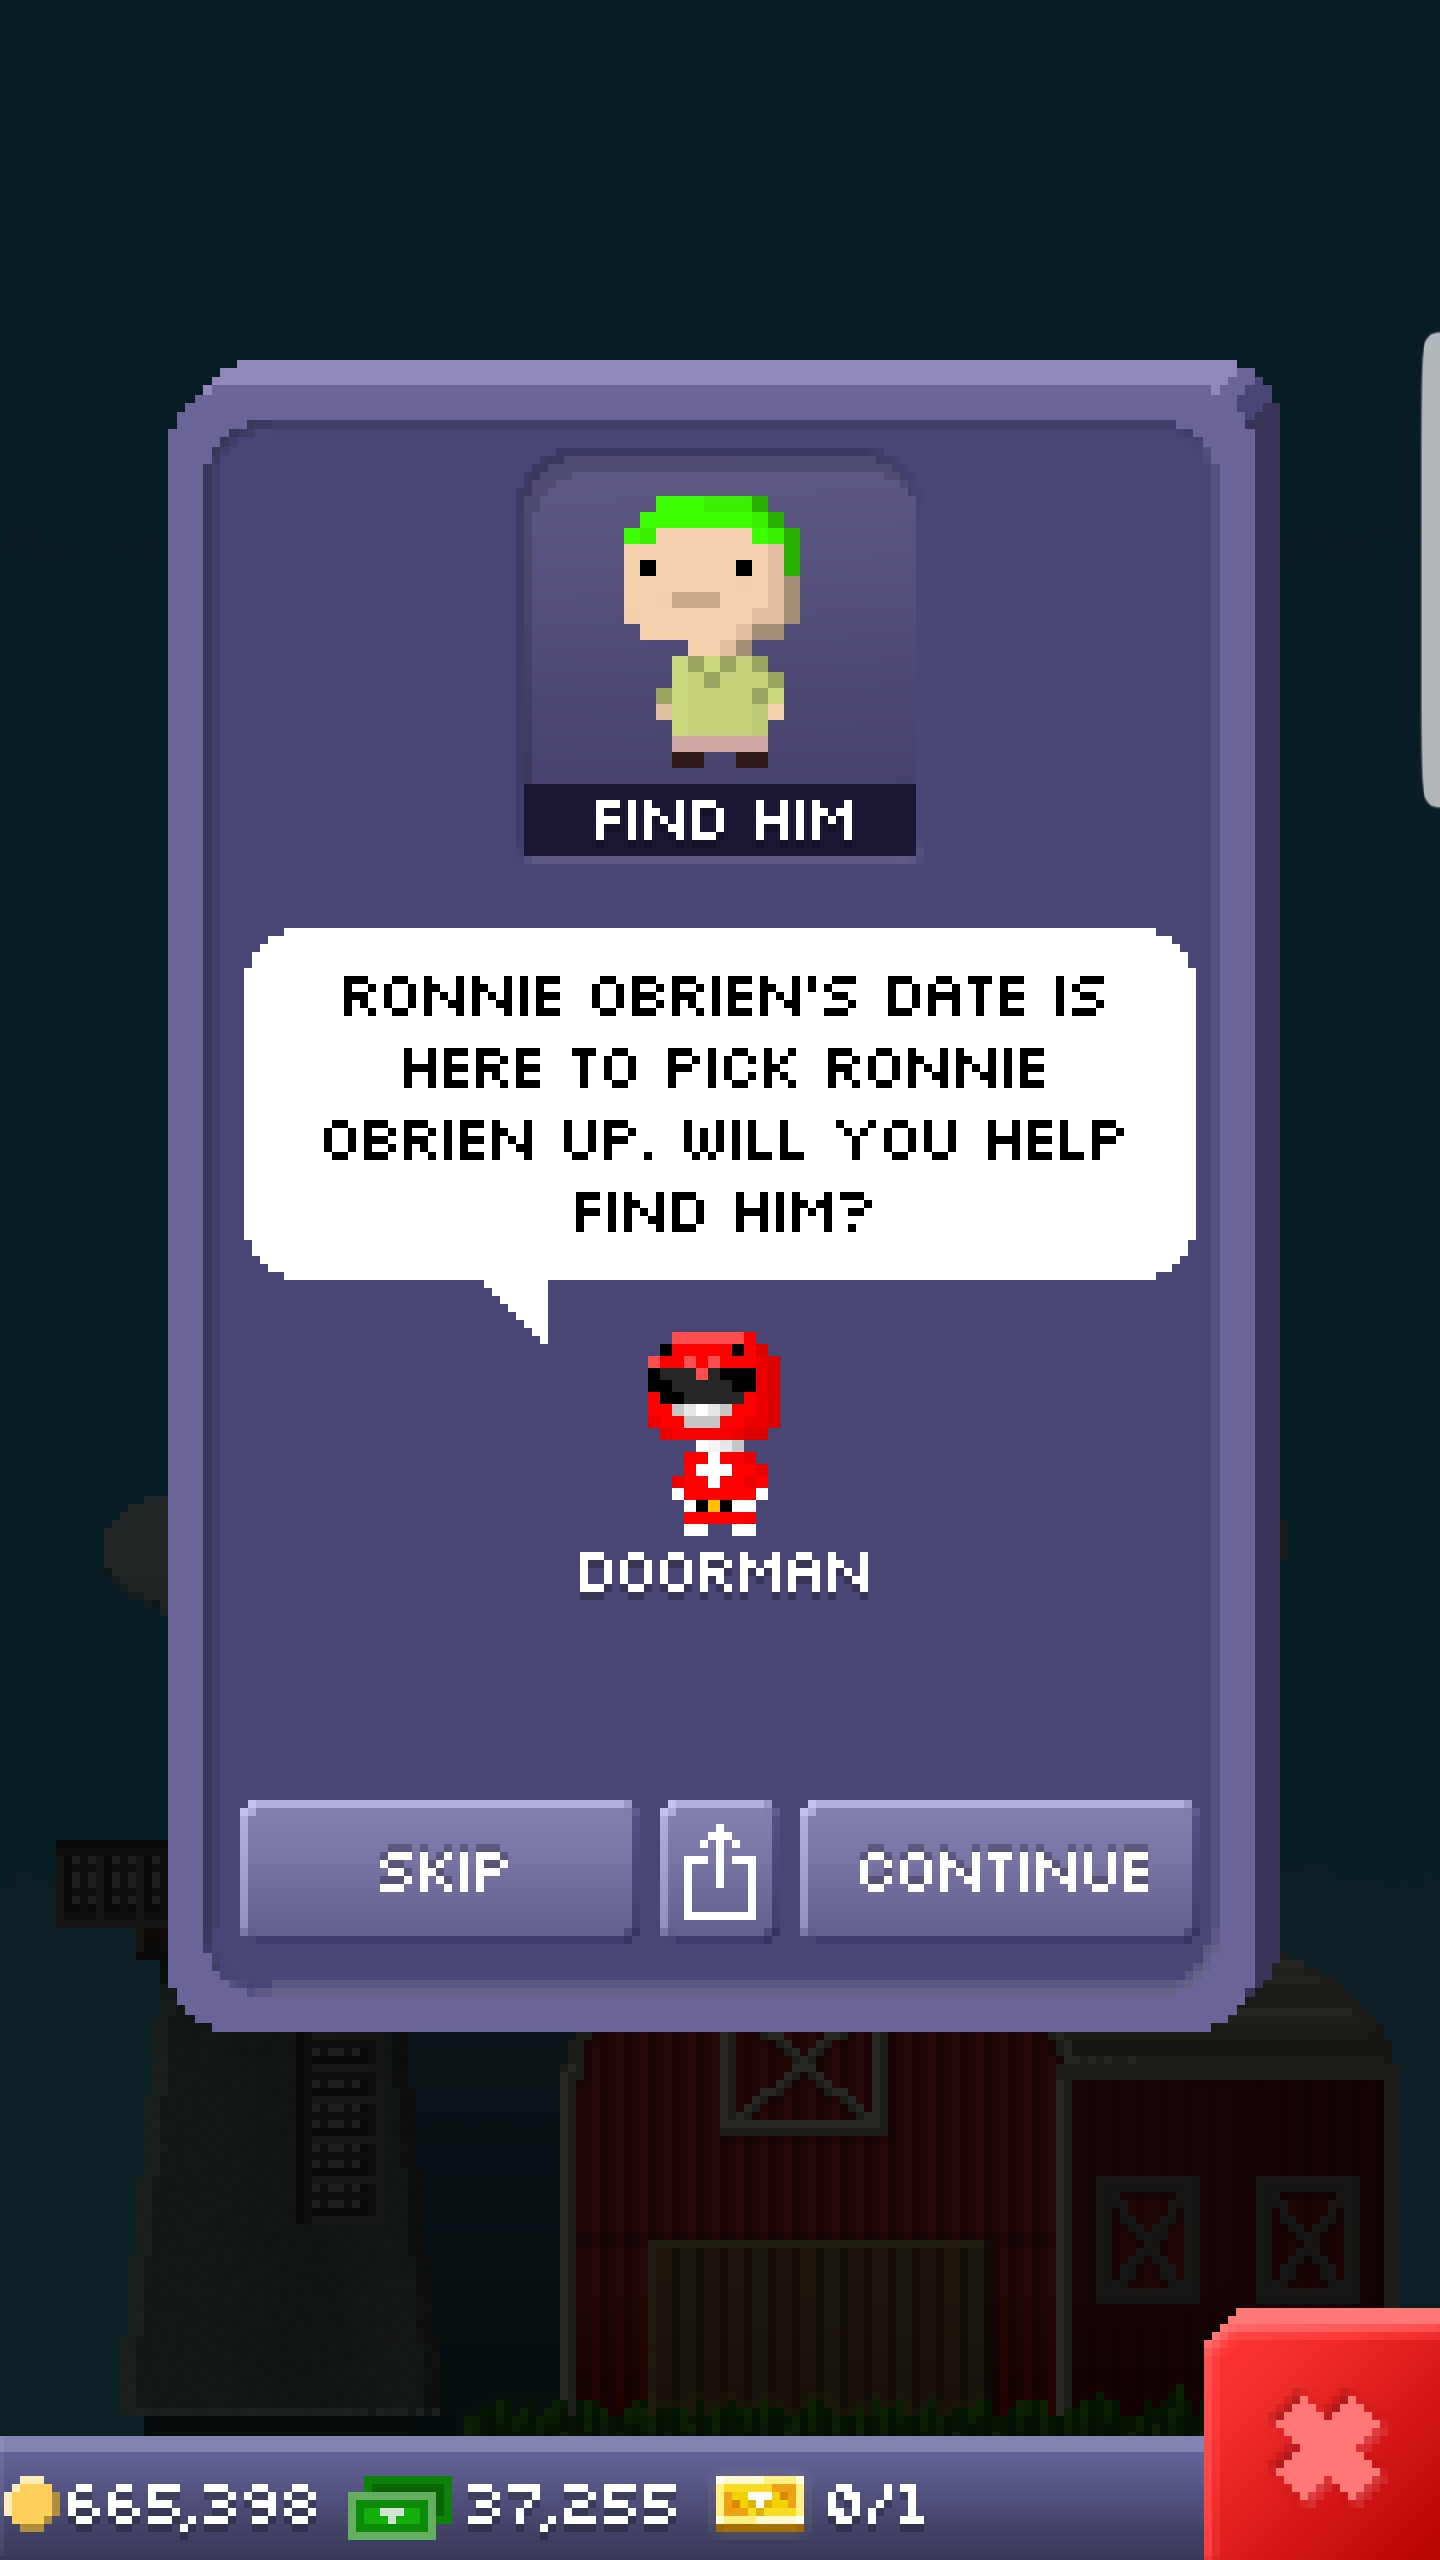 FIND HIM
RONNIE OBRIEN'S DATE IS
HERE TO PICK RONNIE
OBRIEN UP. WILL YOU HELP
FIND HIM?
DOORMAN
SKIP
CONTINUE
665,398 37,255 0/1